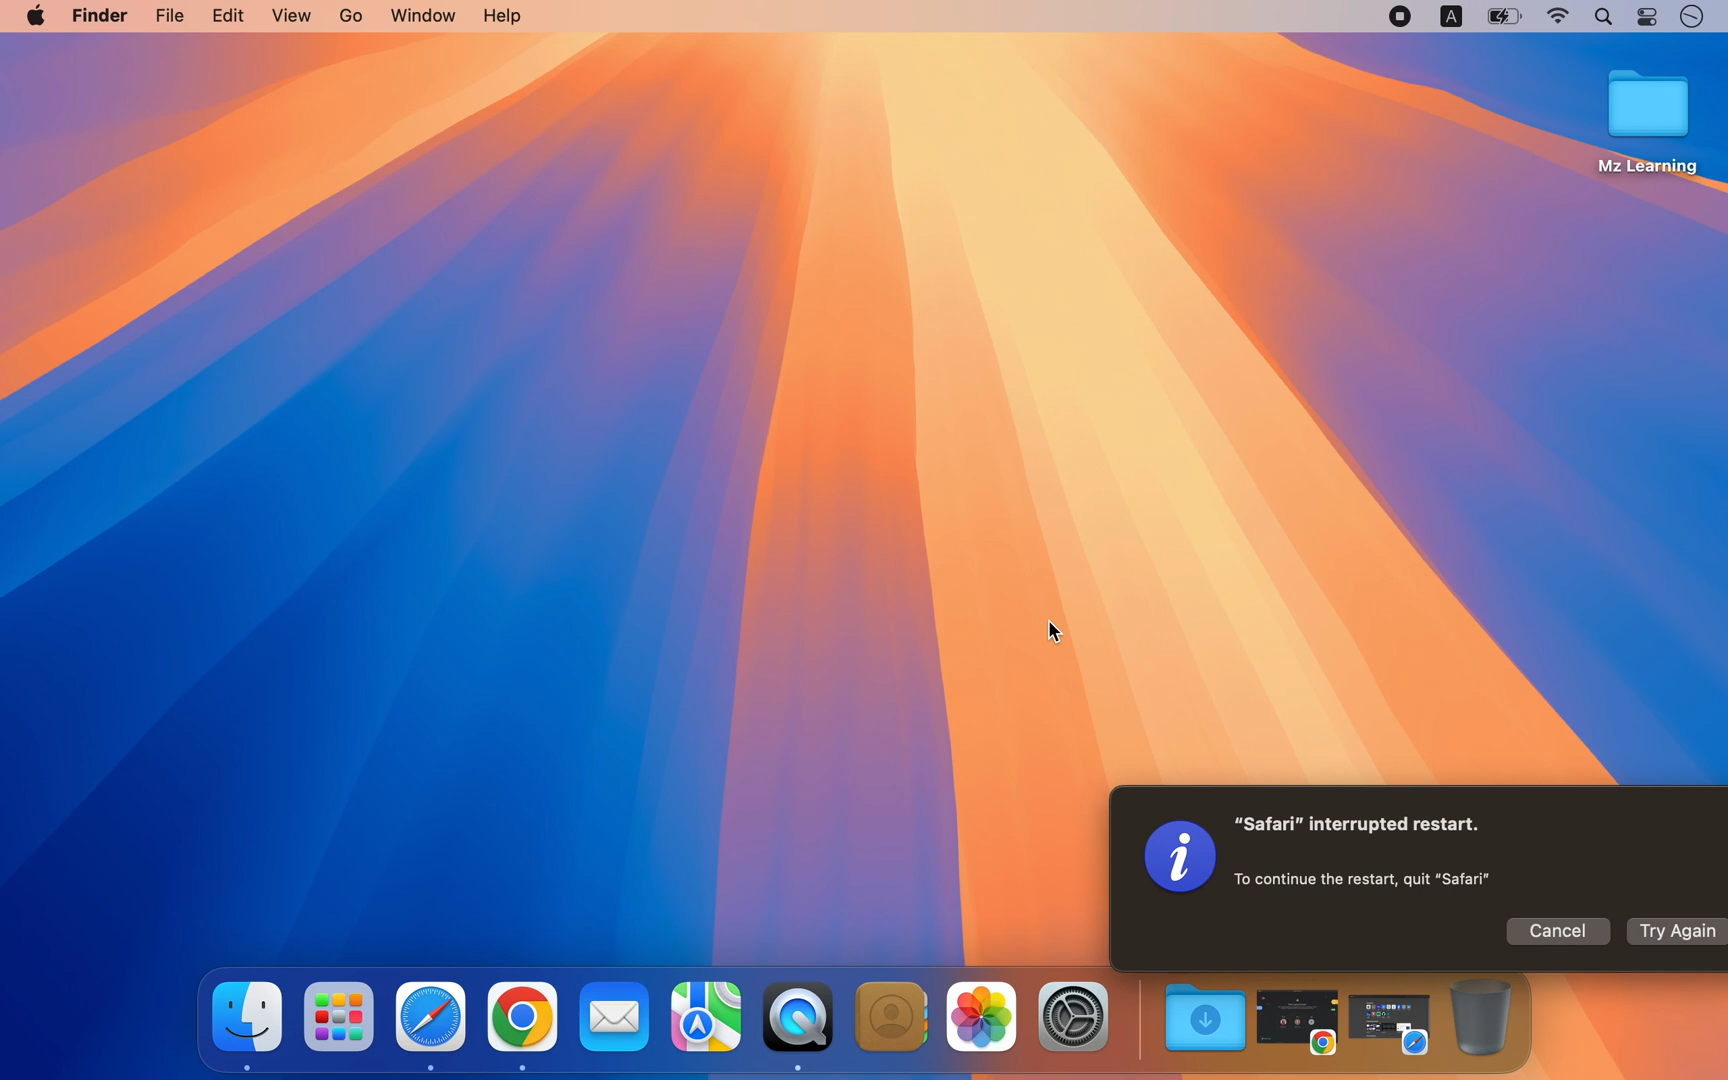 Finder File Edit View Go Window Help A
Mz Learning
“Safari” interrupted restart.
To continue the restart, quit “Safari”
Cancel Try Again